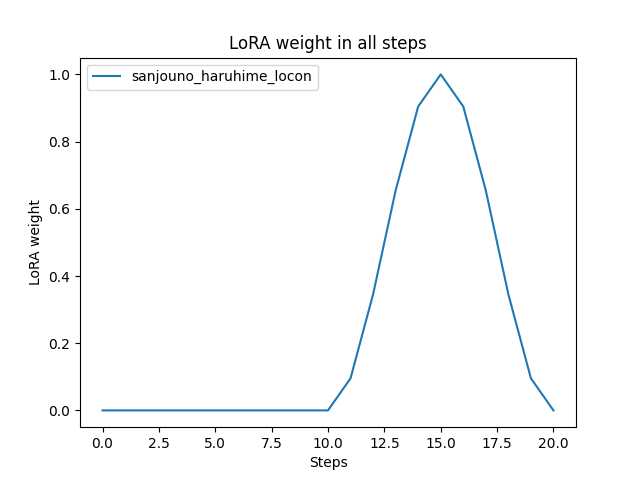 LoRA weight in all steps
sanjouno_haruhime_locon
1.0
0.8
0.6
0.4
0.2
0.0
LoRA weight
0.0 2.5 5.0 7.5 10.0 12.5 15.0 17.5 20.0
Steps